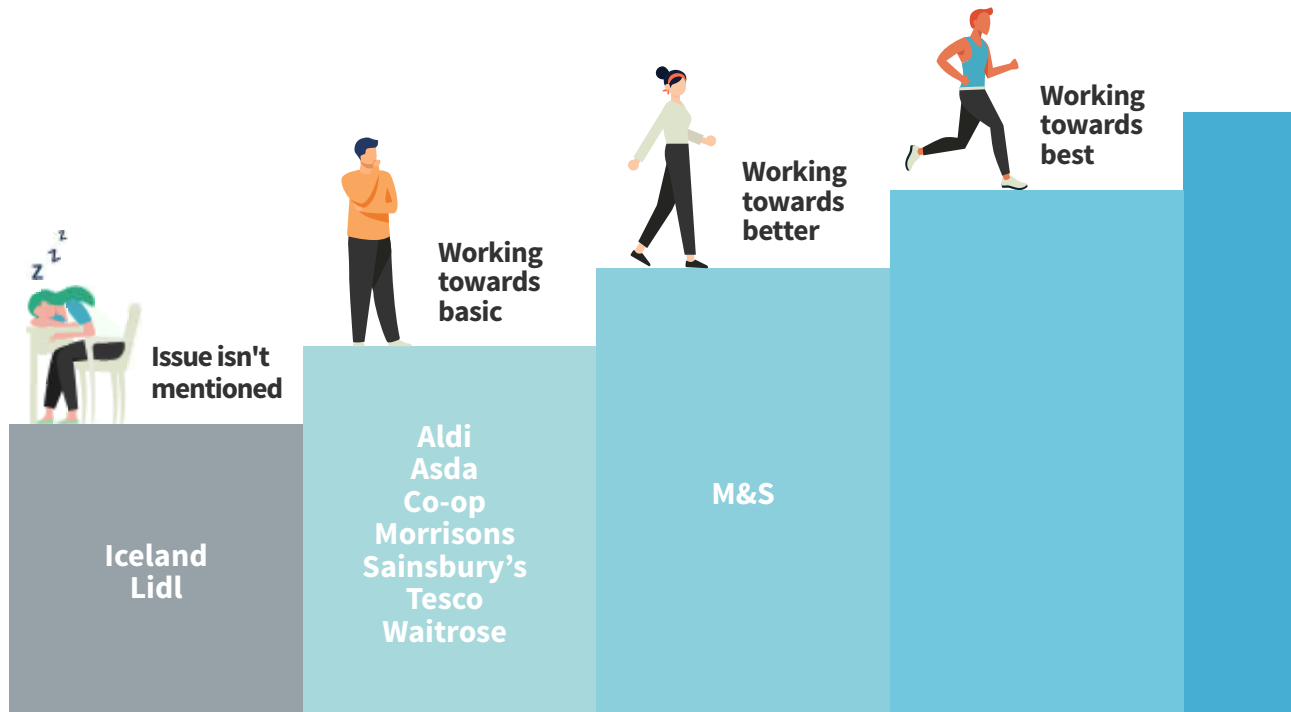 z
z
z
Issue isn't
mentioned
Iceland
Lidl
Working
towards
basic
Aldi
Asda
Co-op
Morrisons
Sainsbury’s
Tesco
Waitrose
Working
towards
better
M&S
Working
towards
best